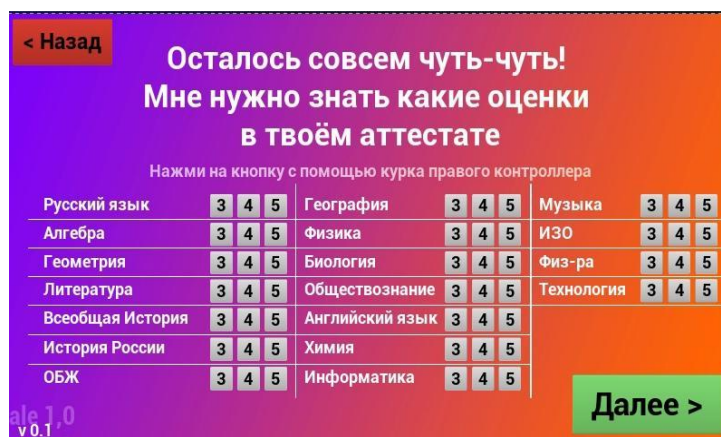 < Назад
Осталось совсем чуть-чуть!
Мне нужно знать какие оценки
в твоём аттестате
Нажми на кнопку с помощью курка правого контроллера
Русский язык 3 4 5 География 3 4 5 Музыка 3 4 5
Алгебра 3 4 5 Физика 3 4 5 ИЗО 3 4 5
Геометрия 3 4 5 Биология 3 4 5 Физ-ра 3 4 5
Литература 3 4 5 Обществознание 3 4 5 Технология 3 4 5
Всеобщая История 3 4 5 Английский язык 3 4 5
История России 3 4 5 Химия 3 4 5
ОБЖ 3 4 5 Информатика 3 4 5
Далее >
ale 1,0
v 0.1